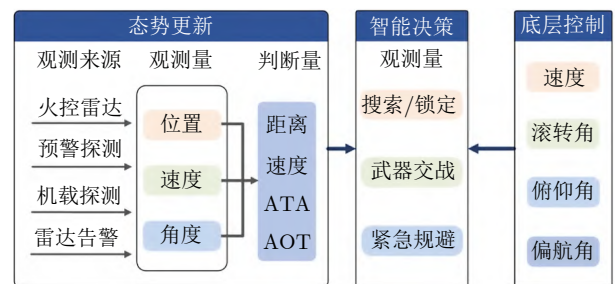 态势更新
观测来源
观测量
判断量
火控雷达
预警探测
机载探测
雷达告警
位置
速度
角度
距离
速度
ATA
AOT
智能决策
观测量
搜索/锁定
武器交战
紧急规避
底层控制
速度
滚转角
俯仰角
偏航角